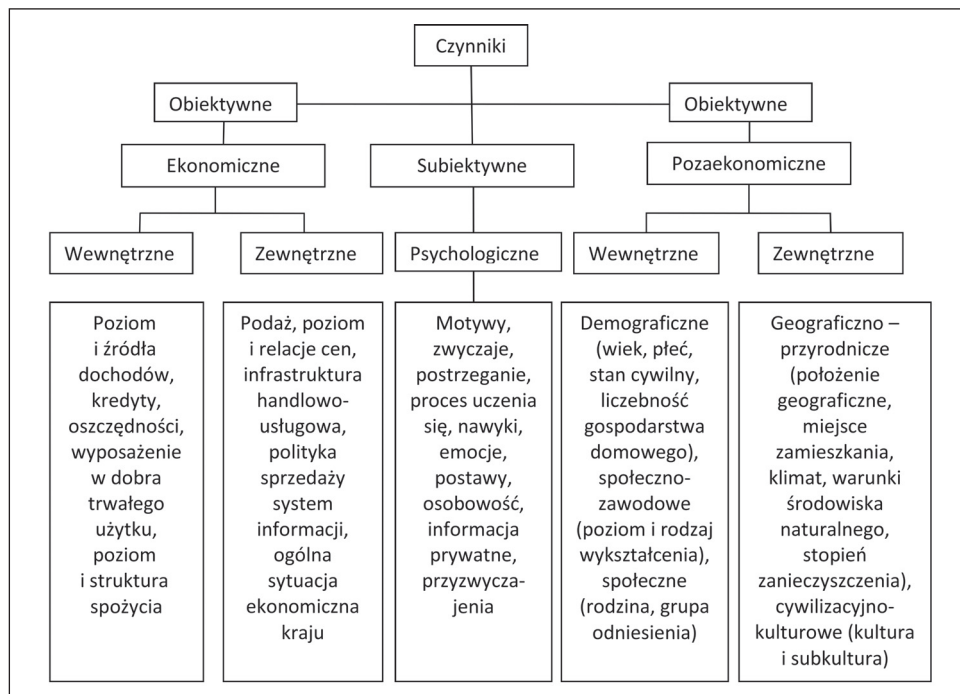 Czynniki
Obiektywne
Obiektywne
Ekonomiczne
Subiektywne
Pozaekonomiczne
Wewnętrzne
Zewnętrzne
Psychologiczne
Wewnętrzne
Zewnętrzne
Poziom
i źródła
dochodów,
kredyty,
oszczędności,
wyposażenie
w dobra
trwałego
użytku,
poziom
i struktura
spożycia
Podaż, poziom
i relacje cen,
infrastruktura
handlowo-
usługowa,
polityka
sprzedaży
system
informacji,
ogólna
sytuacja
ekonomiczna
kraju
Motywy,
zwyczaje,
postrzeganie,
proces uczenia
się, nawyki,
emocje,
postawy,
osobowość,
informacja
prywatne,
przyzwycza-
jenia
Demograficzne
(wiek, płeć,
stan cywilny,
liczebność
gospodarstwa
domowego),
społeczno-
zawodowe
(poziom i rodzaj
wykształcenia),
społeczne
(rodzina, grupa
odniesienia)
Geograficzno –
przyrodnicze
(położenie
geograficzne,
miejsce
zamieszkania,
klimat, warunki
środowiska
naturalnego,
stopień
zanieczyszczenia),
cywilizacyjno-
kulturowe (kultura
i subkultura)